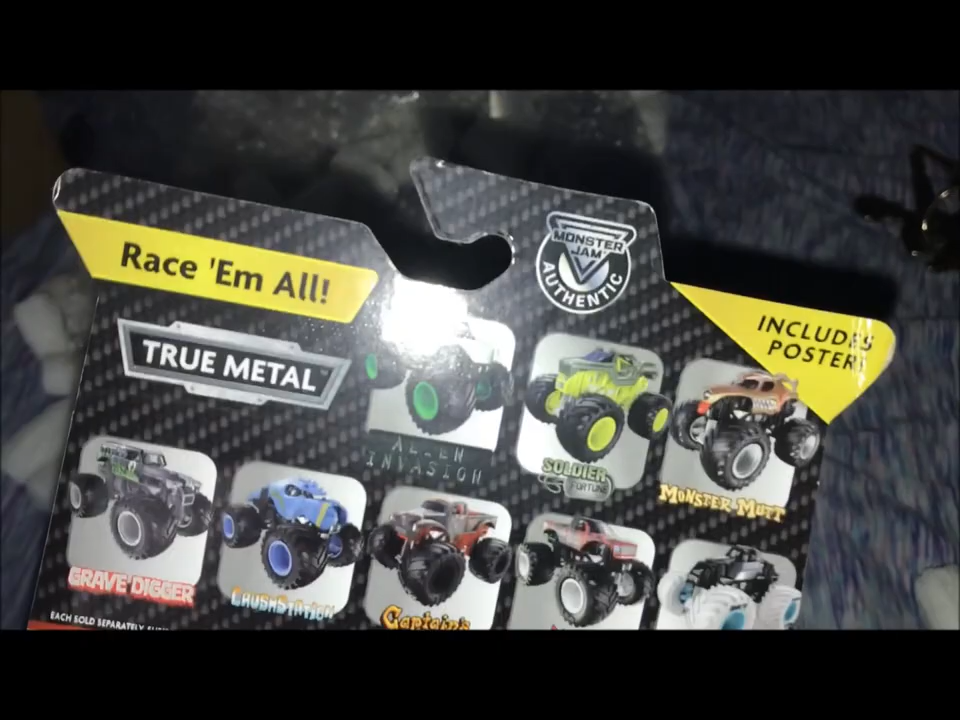 Race 'Em All!
MONSTER
JAM
AUTHENTIC
INCLUDES
POSTER!
TRUE METAL
ALIEN
INVASION
SOLDIER
FORTUNE
MONSTER MUTT
GRAVE DIGGER
CRUSHSTATION
Captain's
EACH SOLD SEPARATELY